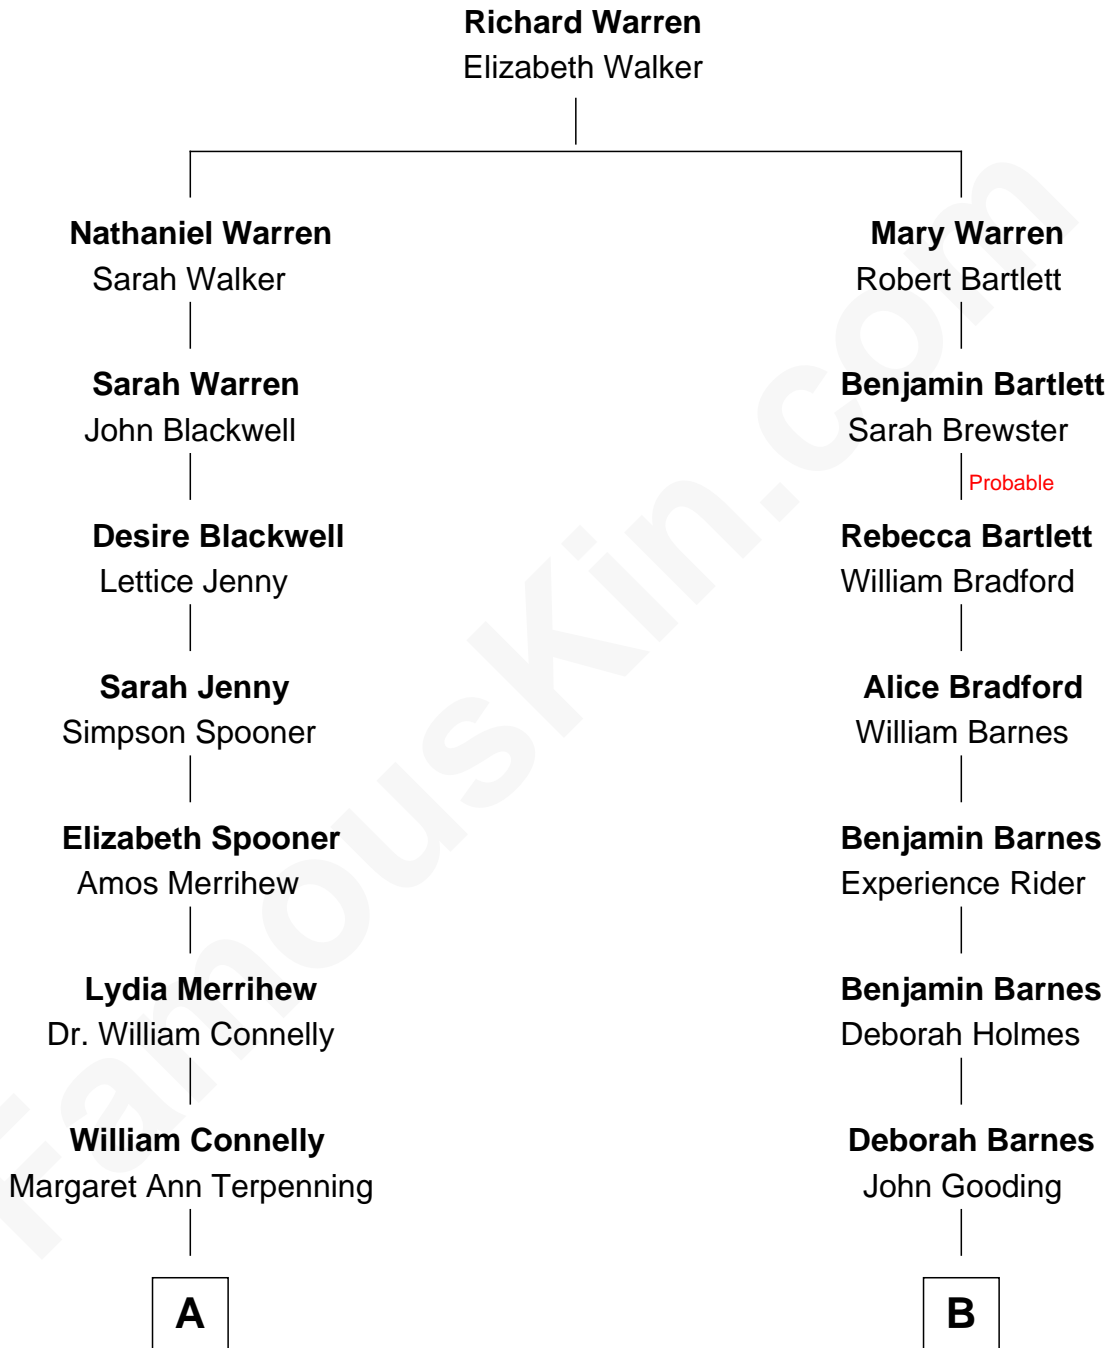 Richard Warren
Elizabeth Walker
Nathaniel Warren
Sarah Walker
Sarah Warren
John Blackwell
Desire Blackwell
Lettice Jenny
Sarah Jenny
Simpson Spooner
Elizabeth Spooner
Amos Merrihew
Lydia Merrihew
Dr. William Connelly
William Connelly
Margaret Ann Terpenning
A
Mary Warren
Robert Bartlett
Benjamin Bartlett
Sarah Brewster
Probable
Rebecca Bartlett
William Bradford
Alice Bradford
William Barnes
Benjamin Barnes
Experience Rider
Benjamin Barnes
Deborah Holmes
Deborah Barnes
John Gooding
B
FamousKin.com